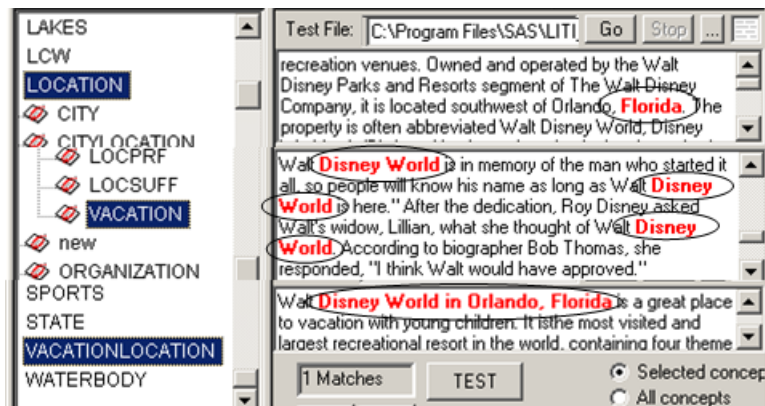 LAKES
LCW
LOCATION
CITY
CITYLOCATION
LOCPRF
LOCSUFF
VACATION
new
ORGANIZATION
SPORTS
STATE
VACATIONLOCATION
WATERBODY
Test File: C:\Program Files\SAS\LITI_ Go Stop ...
recreation venues. Owned and operated by the Walt
Disney Parks and Resorts segment of The Walt Disney
Company, it is located southwest of Orlando, Florida. The
property is often abbreviated Walt Disney World, Disney
Walt Disney World is in memory of the man who started it
all, so people will know his name as long as Walt Disney
World is here." After the dedication, Roy Disney asked
Walt's widow, Lillian, what she thought of Walt Disney
World. According to biographer Bob Thomas, she
responded, "I think Walt would have approved."
Walt Disney World in Orlando, Florida is a great place
to vacation with young children. It isthe most visited and
largest recreational resort in the world, containing four theme
1 Matches TEST Selected concep
All concepts